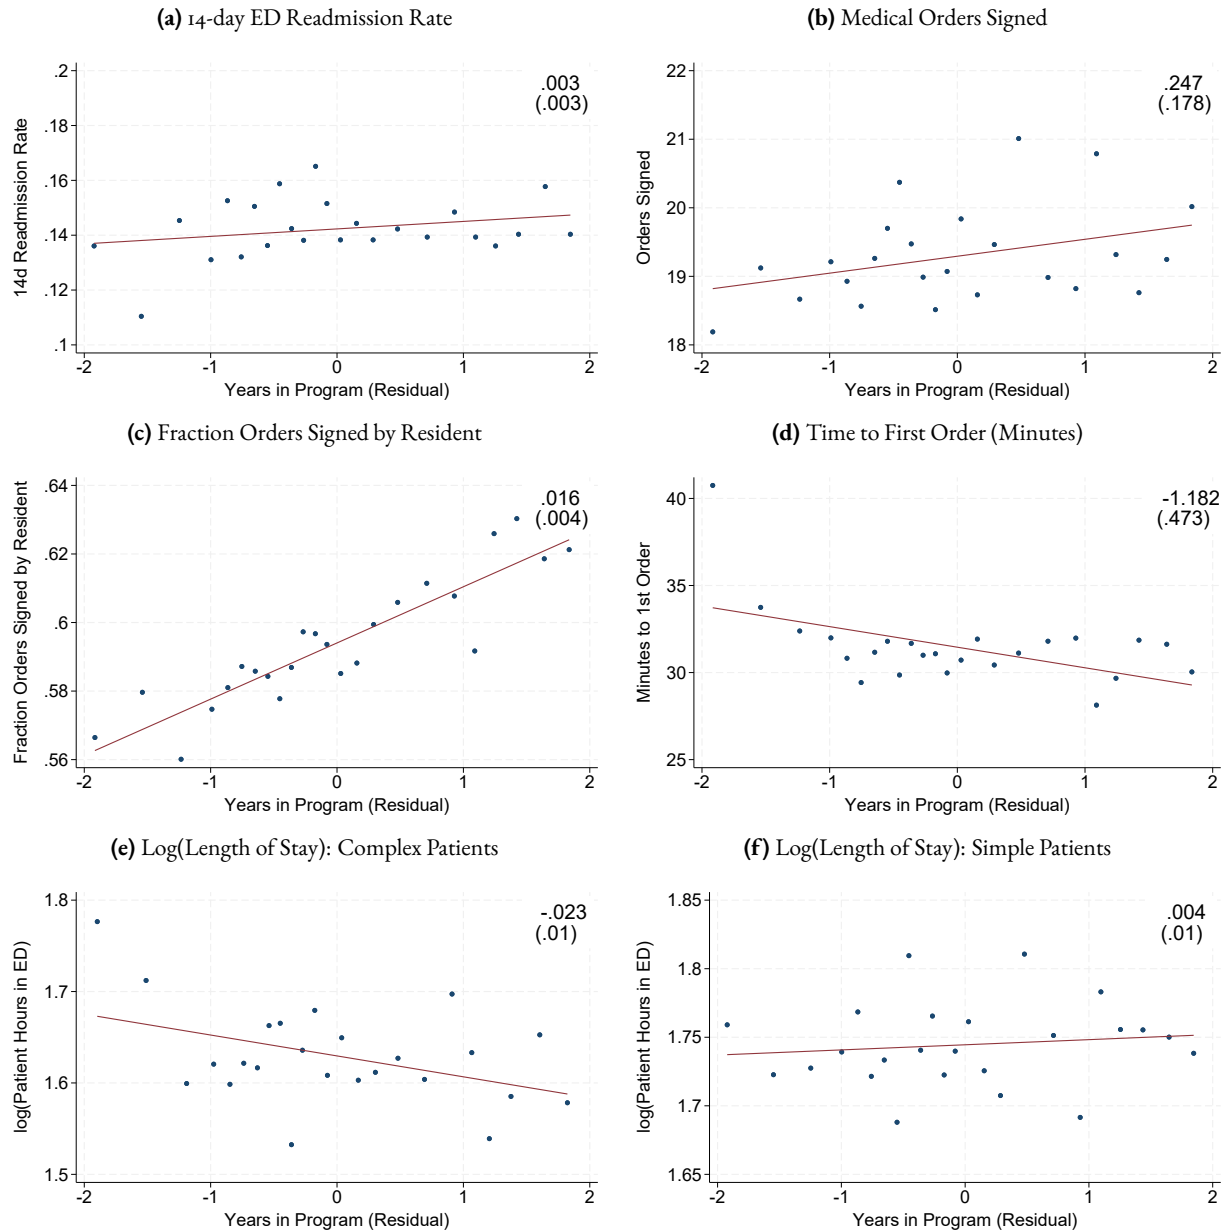 (a) 14-day ED Readmission Rate
14d Readmission Rate
.2
.18
.16
.14
.12
.1
-2 -1 0 1 2
Years in Program (Residual)
.003
(.003)
(b) Medical Orders Signed
Orders Signed
22
21
20
19
18
-2 -1 0 1 2
Years in Program (Residual)
.247
(.178)
(c) Fraction Orders Signed by Resident
Fraction Orders Signed by Resident
.64
.62
.6
.58
.56
-2 -1 0 1 2
Years in Program (Residual)
.016
(.004)
(d) Time to First Order (Minutes)
Minutes to 1st Order
40
35
30
25
-2 -1 0 1 2
Years in Program (Residual)
-1.182
(.473)
(e) Log(Length of Stay): Complex Patients
log(Patient Hours in ED)
1.8
1.7
1.6
1.5
-2 -1 0 1 2
Years in Program (Residual)
-.023
(.01)
(f) Log(Length of Stay): Simple Patients
log(Patient Hours in ED)
1.85
1.8
1.75
1.7
1.65
-2 -1 0 1 2
Years in Program (Residual)
.004
(.01)